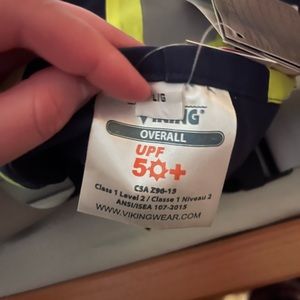 L/G
VIKING®
OVERALL
UPF
50+
CSA Z96-15
Class 1 Level 2 / Classe 1 Niveau 2
ANSI/ISEA 107-2015
WWW.VIKINGWEAR.COM